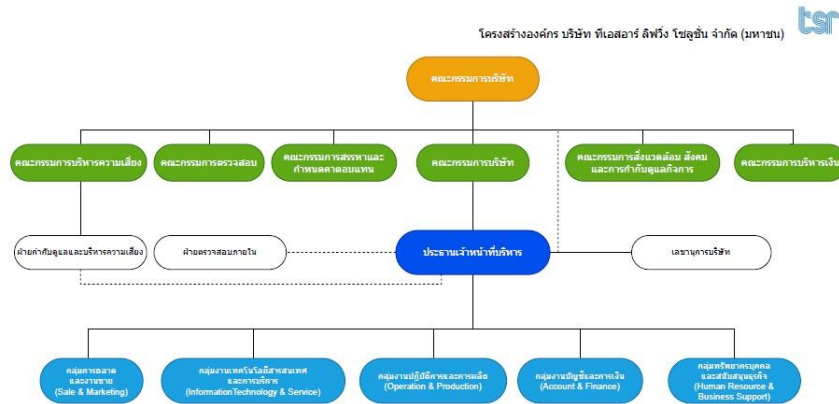 tsr
โครงสร้างองค์กร บริษัท ทีเอสอาร์ ลิฟวิ่ง โซลูชั่น จำกัด (มหาชน)
คณะกรรมการบริษัท
คณะกรรมการบริหารความเสี่ยง
คณะกรรมการตรวจสอบ
คณะกรรมการสรรหาและ
กำหนดค่าตอบแทน
คณะกรรมการบริษัท
คณะกรรมการสิ่งแวดล้อม สังคม
และการกำกับดูแลกิจการ
คณะกรรมการบริหารเงิน
ฝ่ายกำกับดูแลและบริหารความเสี่ยง
ฝ่ายตรวจสอบภายใน
ประธานเจ้าหน้าที่บริหาร
เลขานุการบริษัท
กลุ่มการตลาด
และงานขาย
(Sale & Marketing)
กลุ่มงานเทคโนโลยีสารสนเทศ
และการบริการ
(InformationTechnology & Service)
กลุ่มงานปฏิบัติการและการผลิต
(Operation & Production)
กลุ่มงานบัญชีและการเงิน
(Account & Finance)
กลุ่มทรัพยากรบุคคล
และสนับสนุนธุรกิจ
(Human Resource &
Business Support)